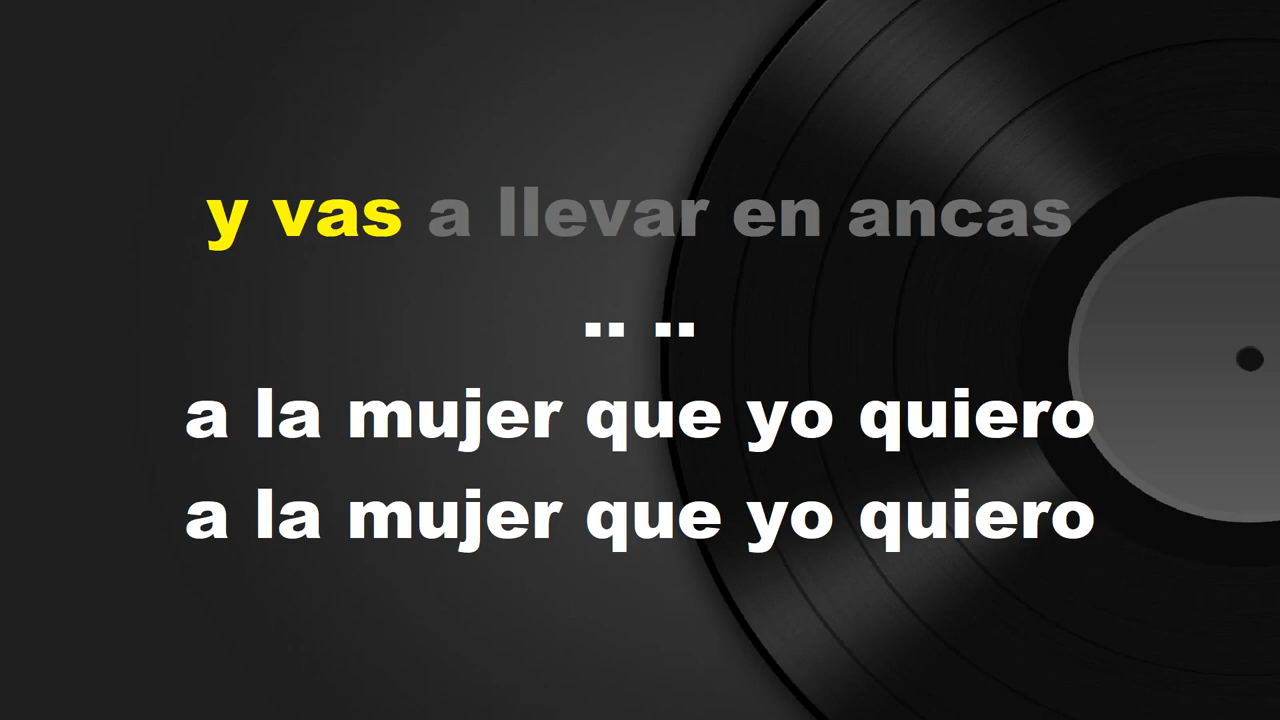 y vas a llevar en ancas
.. ..
a la mujer que yo quiero
a la mujer que yo quiero